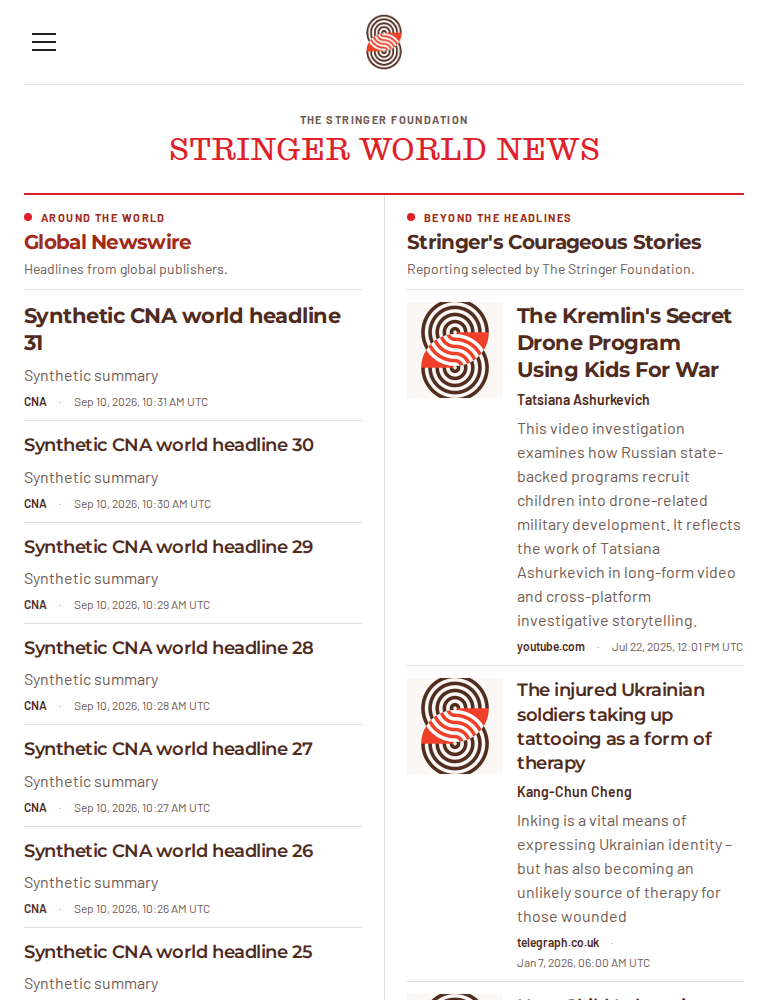 THE STRINGER FOUNDATION
STRINGER WORLD NEWS
AROUND THE WORLD
Global Newswire
Headlines from global publishers.
Synthetic CNA world headline
31
Synthetic summary
CNA · Sep 10, 2026, 10:31 AM UTC
Synthetic CNA world headline 30
Synthetic summary
CNA · Sep 10, 2026, 10:30 AM UTC
Synthetic CNA world headline 29
Synthetic summary
CNA · Sep 10, 2026, 10:29 AM UTC
Synthetic CNA world headline 28
Synthetic summary
CNA · Sep 10, 2026, 10:28 AM UTC
Synthetic CNA world headline 27
Synthetic summary
CNA · Sep 10, 2026, 10:27 AM UTC
Synthetic CNA world headline 26
Synthetic summary
CNA · Sep 10, 2026, 10:26 AM UTC
Synthetic CNA world headline 25
Synthetic summary
BEYOND THE HEADLINES
Stringer's Courageous Stories
Reporting selected by The Stringer Foundation.
The Kremlin's Secret
Drone Program
Using Kids For War
Tatsiana Ashurkevich
This video investigation
examines how Russian state-
backed programs recruit
children into drone-related
military development. It reflects
the work of Tatsiana
Ashurkevich in long-form video
and cross-platform
investigative storytelling.
youtube.com · Jul 22, 2025, 12:01 PM UTC
The injured Ukrainian
soldiers taking up
tattooing as a form of
therapy
Kang-Chun Cheng
Inking is a vital means of
expressing Ukrainian identity –
but has also becoming an
unlikely source of therapy for
those wounded
telegraph.co.uk ·
Jan 7, 2026, 06:00 AM UTC